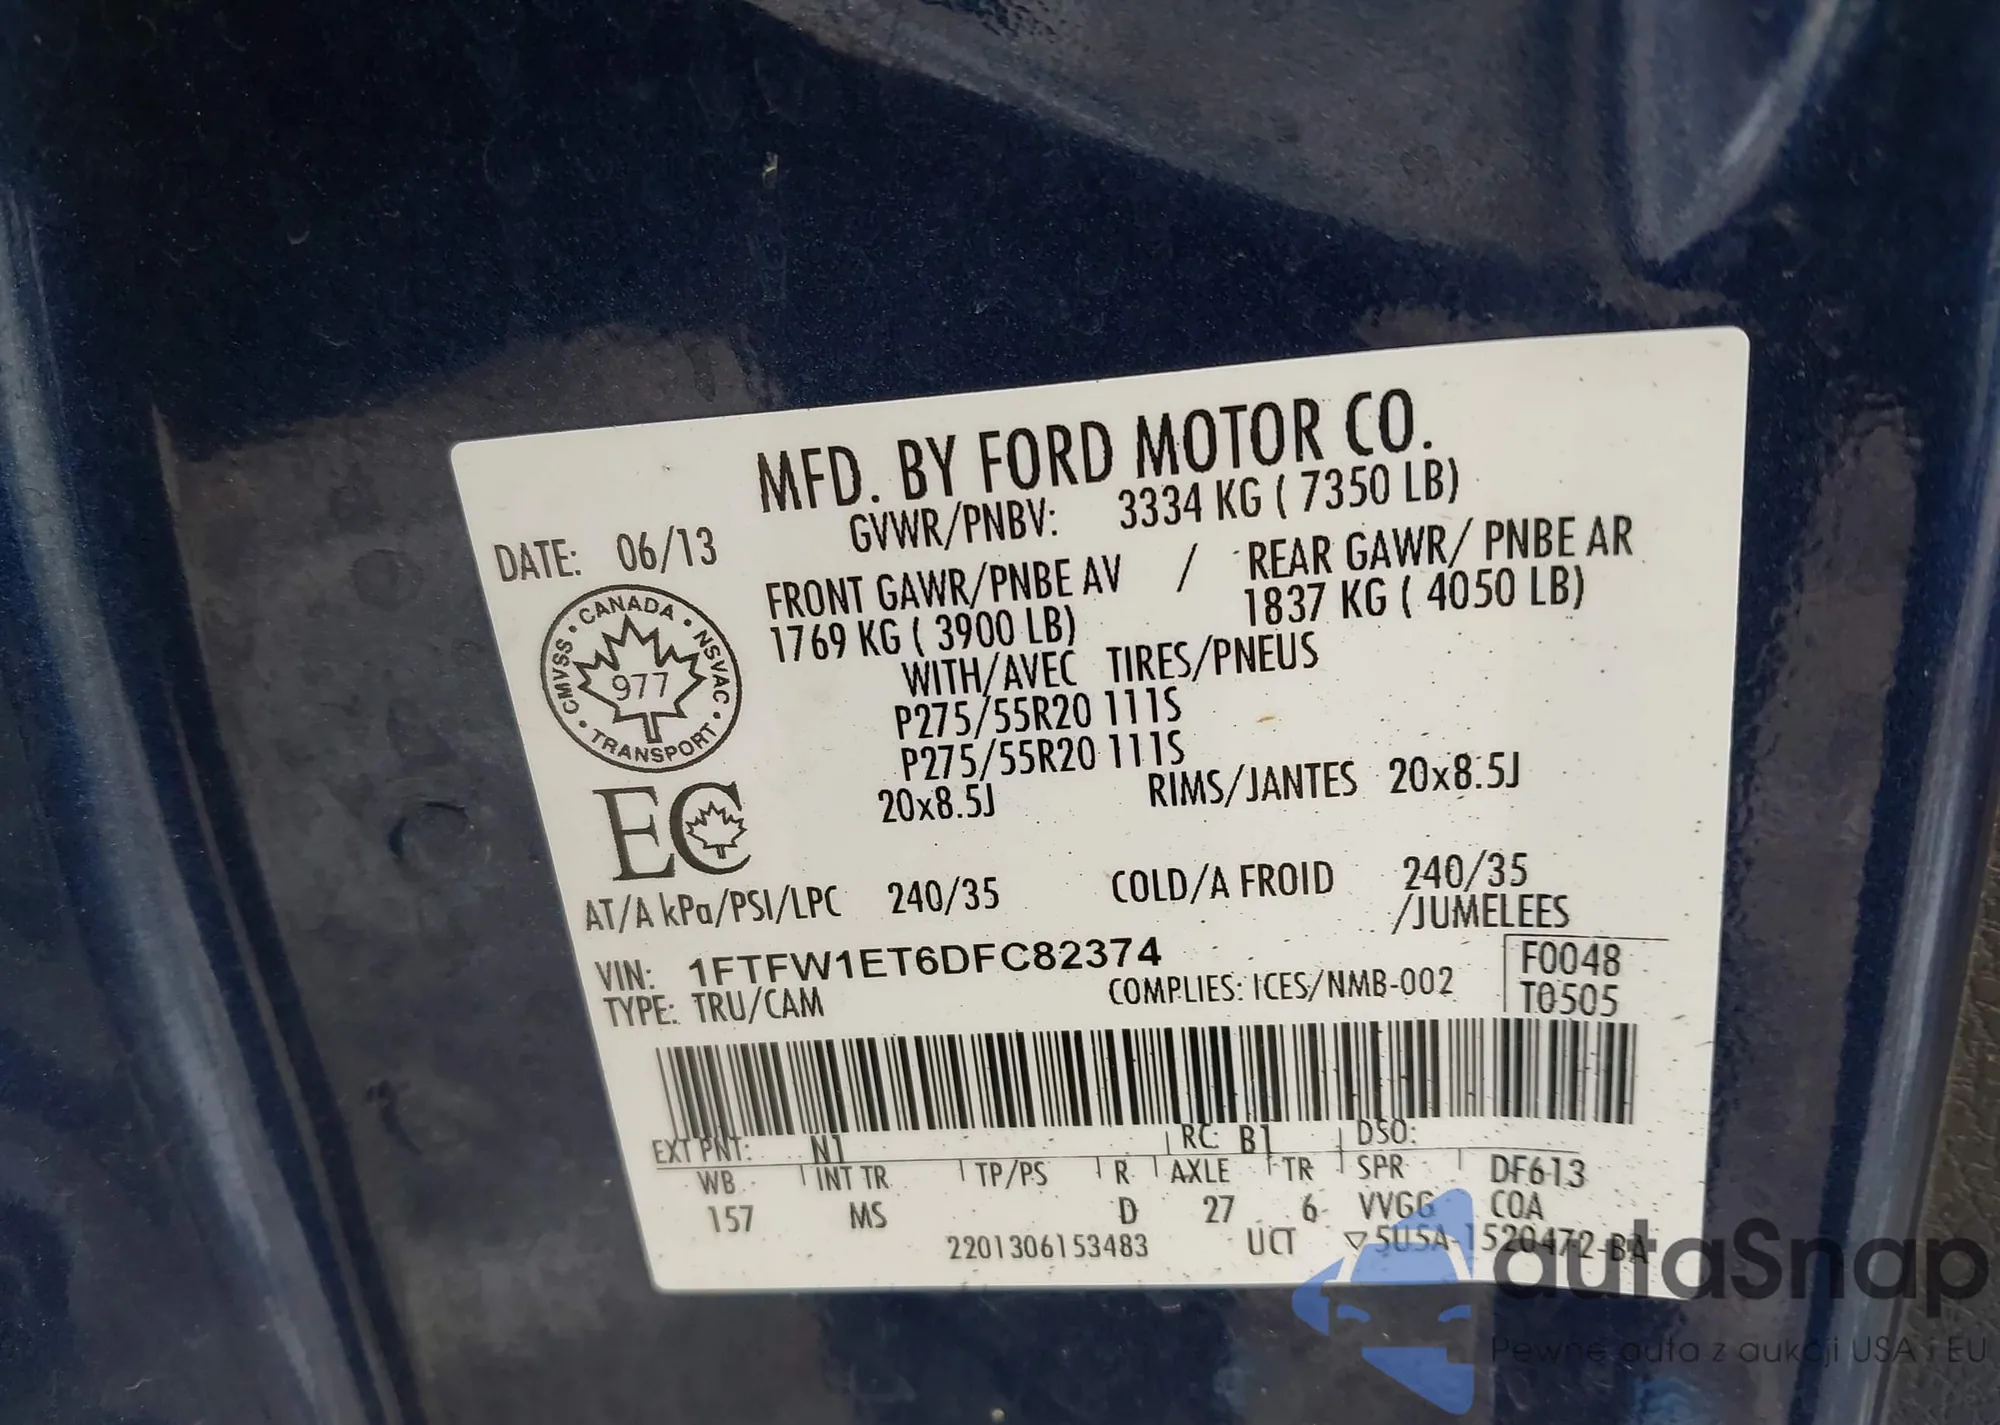 MFD. BY FORD MOTOR CO.
DATE: 06/13
GVWR/PNBV: 3334 KG ( 7350 LB)
FRONT GAWR/PNBE AV / REAR GAWR/ PNBE AR
1769 KG ( 3900 LB) 1837 KG ( 4050 LB)
WITH/AVEC TIRES/PNEUS
P275/55R20 111S
P275/55R20 111S
20x8.5J RIMS/JANTES 20x8.5J
CANADA • NSVAC • TRANSPORT • CMVSS •
977
EC
AT/A kPa/PSI/LPC 240/35 COLD/A FROID 240/35
/JUMELEES
VIN: 1FTFW1ET6DFC82374
F0048
TYPE: TRU/CAM COMPLIES: ICES/NMB-002 T0505
EXT PNT: N1 RC: B1 DSO:
WB INT TR TP/PS R AXLE TR SPR DF613
157 MS D 27 6 VVGG COA
2201306153483 UCT ▽5U5A-1520472-BA
autaSnap
Pewne auta z aukcji USA i EU